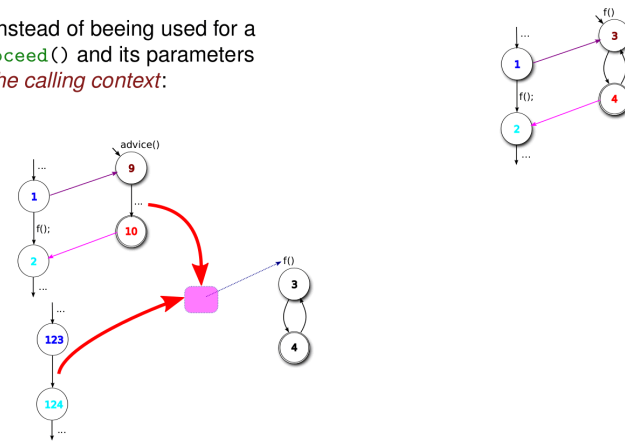 nstead of beeing used for a
oceed() and its parameters
he calling context:
f()
...
3
1
f();
4
2
...
advice()
...
9
1
...
f();
10
2
f()
...
3
...
123
4
124
...